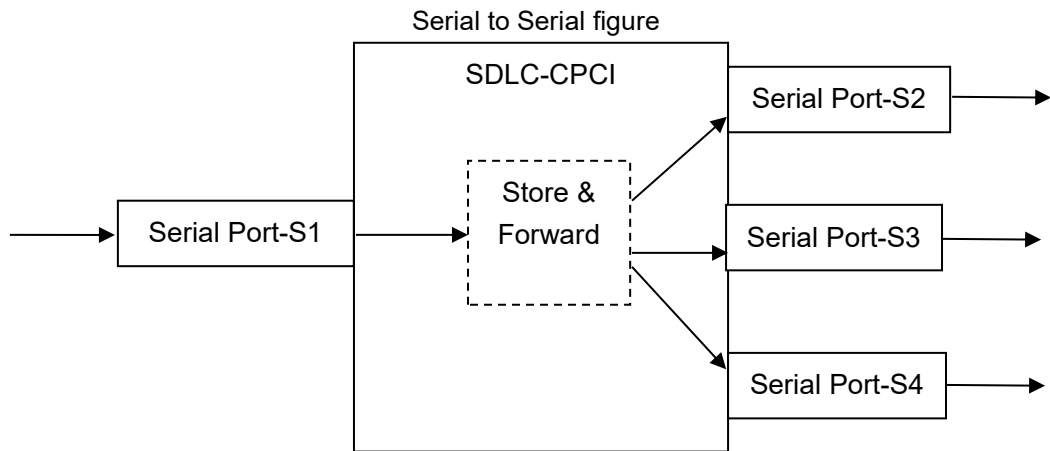 Serial to Serial figure
SDLC-CPCI
Serial Port-S1
Store &
Forward
Serial Port-S2
Serial Port-S3
Serial Port-S4